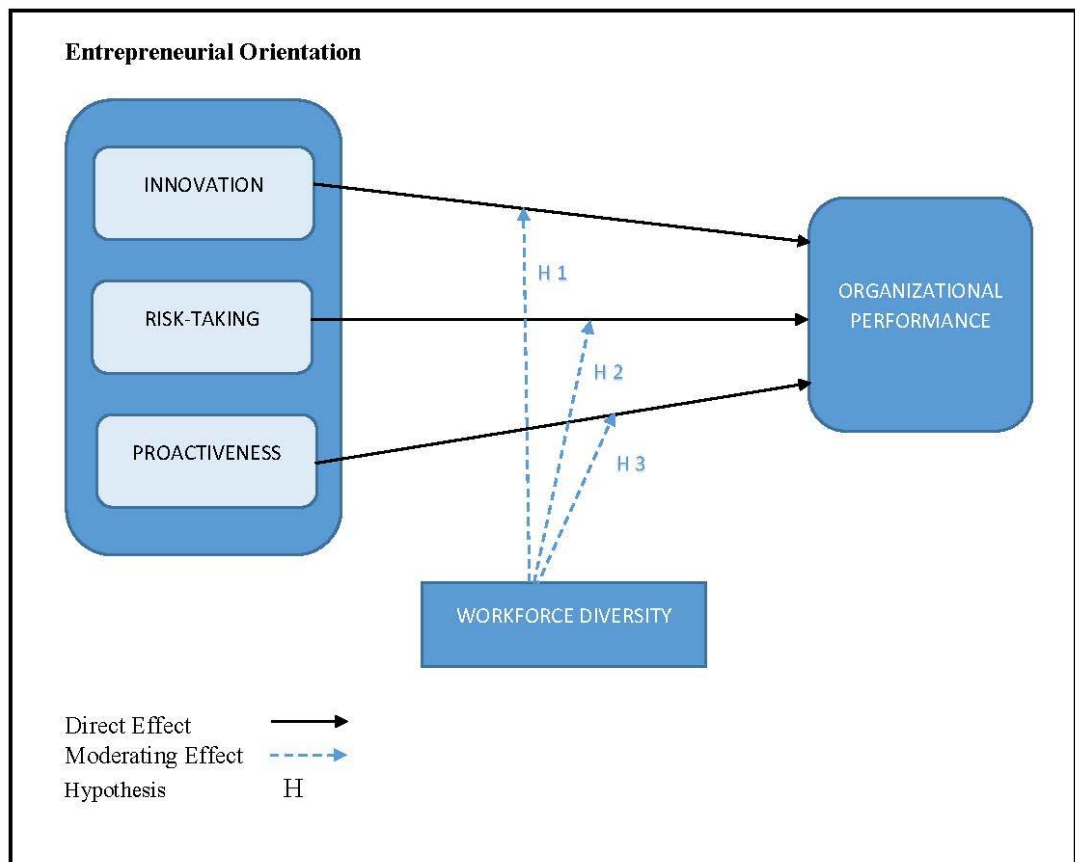 Entrepreneurial Orientation
INNOVATION
H 1
RISK-TAKING
ORGANIZATIONAL
PERFORMANCE
H 2
PROACTIVENESS
H 3
WORKFORCE DIVERSITY
Direct Effect
Moderating Effect
Hypothesis H